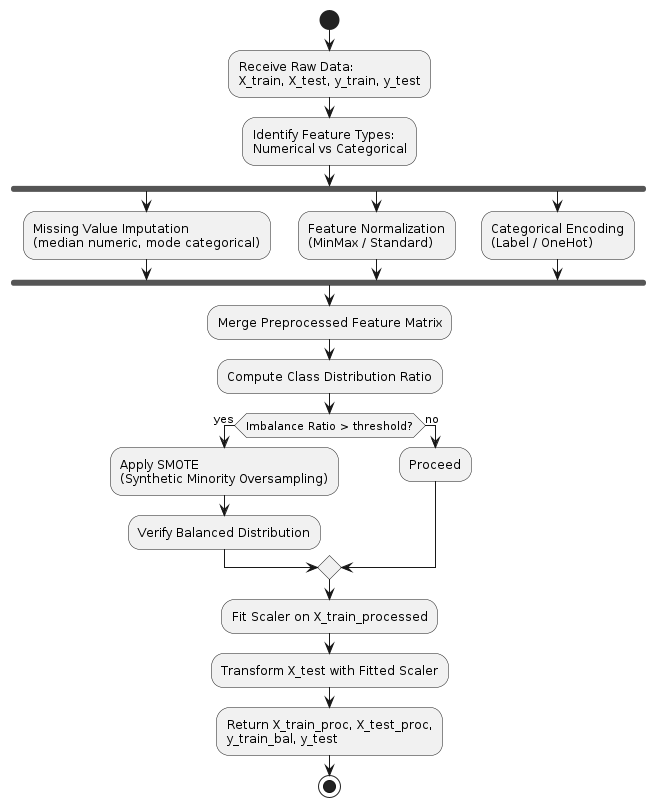 Receive Raw Data:
X_train, X_test, y_train, y_test
Identify Feature Types:
Numerical vs Categorical
Missing Value Imputation
(median numeric, mode categorical)
Feature Normalization
(MinMax / Standard)
Categorical Encoding
(Label / OneHot)
Merge Preprocessed Feature Matrix
Compute Class Distribution Ratio
yes
Imbalance Ratio > threshold?
no
Apply SMOTE
(Synthetic Minority Oversampling)
Proceed
Verify Balanced Distribution
Fit Scaler on X_train_processed
Transform X_test with Fitted Scaler
Return X_train_proc, X_test_proc,
y_train_bal, y_test